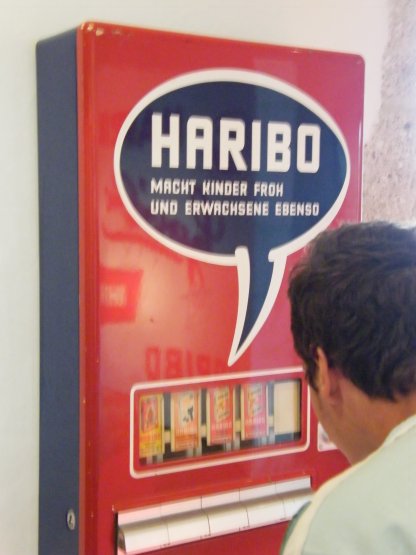 HARIBO
MACHT KINDER FROH
UND ERWACHSENE EBENSO